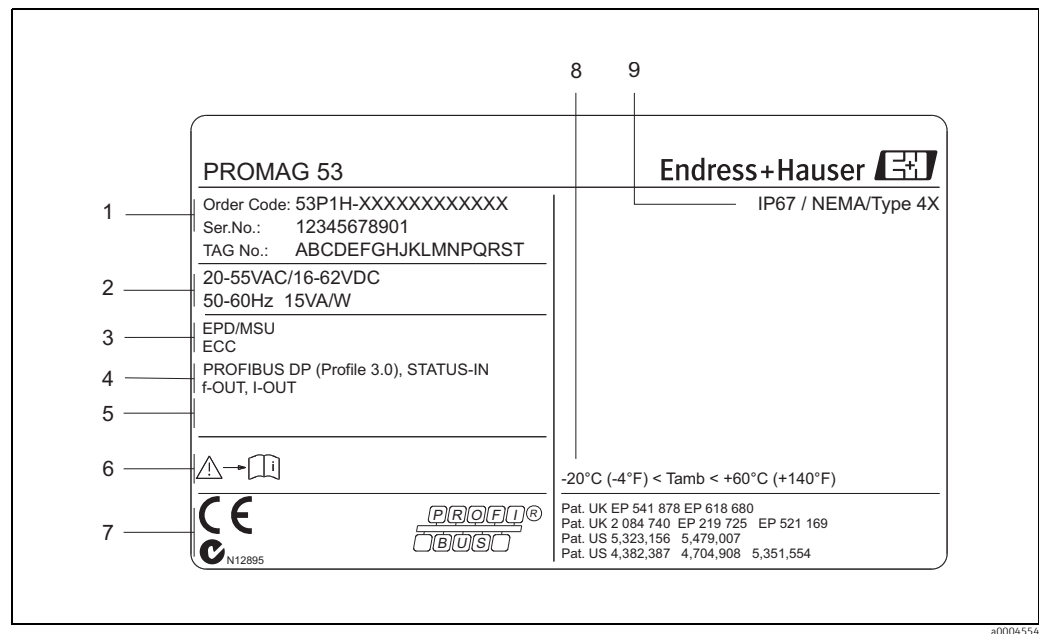 8 9
PROMAG 53
Endress+Hauser E+H
1
Order Code: 53P1H-XXXXXXXXXXXX
Ser.No.: 12345678901
TAG No.: ABCDEFGHJKLMNPQRST
IP67 / NEMA/Type 4X
2
20-55VAC/16-62VDC
50-60Hz 15VA/W
3
EPD/MSU
ECC
4
PROFIBUS DP (Profile 3.0), STATUS-IN
f-OUT, I-OUT
5
6
i
-20°C (-4°F) < Tamb < +60°C (+140°F)
7
CE
N12895
PROFI®
BUS
Pat. UK EP 541 878 EP 618 680
Pat. UK 2 084 740 EP 219 725 EP 521 169
Pat. US 5,323,156 5,479,007
Pat. US 4,382,387 4,704,908 5,351,554
a0004554